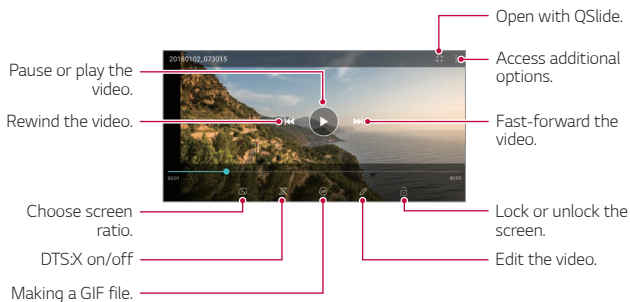 Open with QSlide.
20180102_073015
Access additional
options.
Pause or play the
video.
Rewind the video.
Fast-forward the
video.
00:01
Choose screen
ratio.
Lock or unlock the
screen.
DTS:X on/off
Edit the video.
GIF
Making a GIF file.